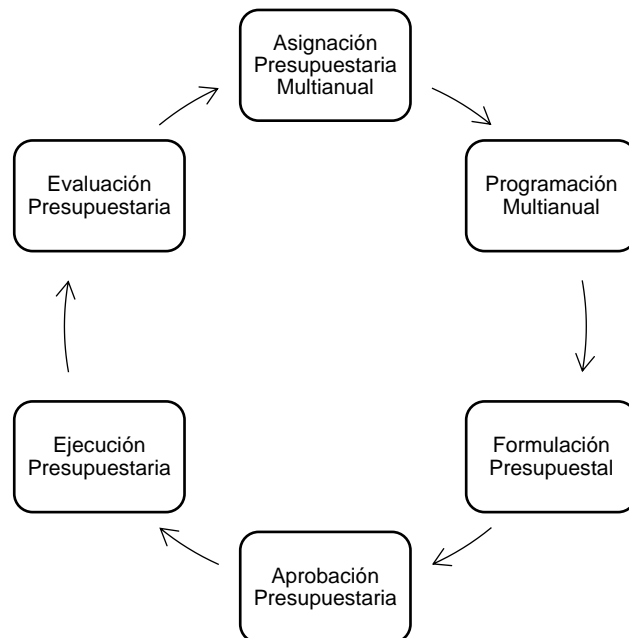 Asignación
Presupuestaria
Multianual
Programación
Multianual
Formulación
Presupuestal
Aprobación
Presupuestaria
Ejecución
Presupuestaria
Evaluación
Presupuestaria